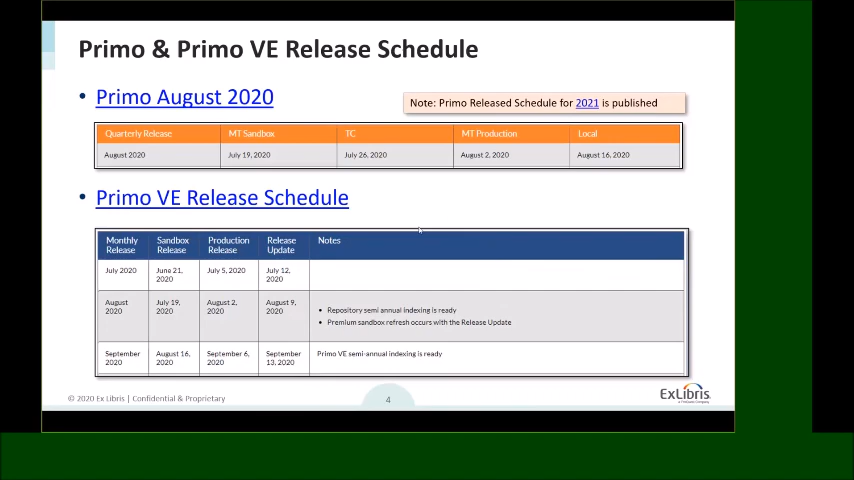 Primo & Primo VE Release Schedule
• Primo August 2020
Note: Primo Released Schedule for 2021 is published
Quarterly Release MT Sandbox TC MT Production Local
August 2020 July 19, 2020 July 26, 2020 August 2, 2020 August 16, 2020
• Primo VE Release Schedule
Monthly Release Sandbox Release Production Release Release Update Notes
July 2020 June 21, 2020 July 5, 2020 July 12, 2020
August 2020 July 19, 2020 August 2, 2020 August 9, 2020
• Repository semi annual indexing is ready
• Premium sandbox refresh occurs with the Release Update
September 2020 August 16, 2020 September 6, 2020 September 13, 2020 Primo VE semi-annual indexing is ready
© 2020 Ex Libris | Confidential & Proprietary
4
ExLibris